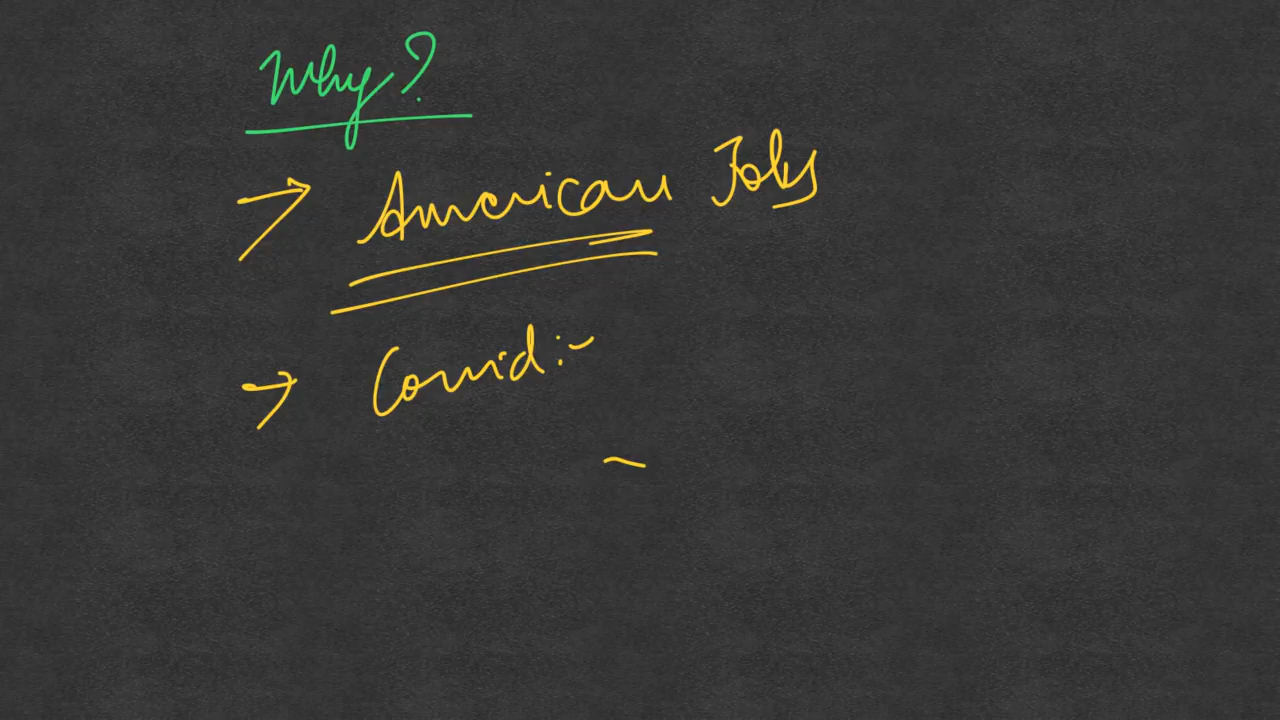 Why?
→ American Jobs
→ Covid:-
~